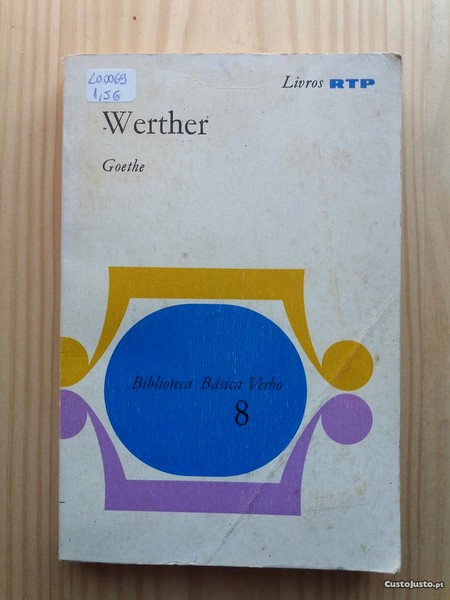 L00069
1,5€
Livros RTP
Werther
Goethe
Biblioteca Básica Verbo
8
CustoJusto.pt